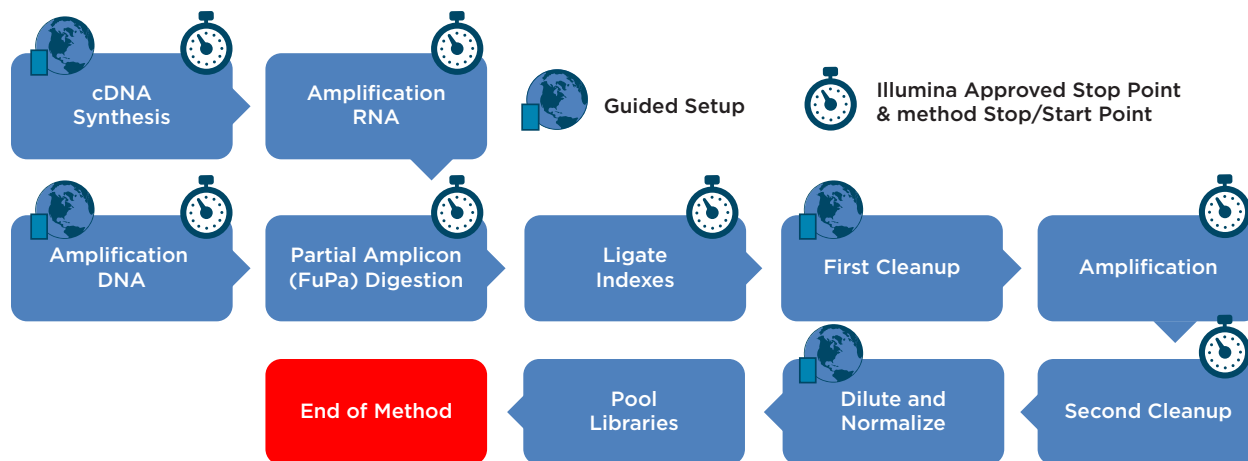 cDNA
Synthesis
Amplification
RNA
Guided Setup
Illumina Approved Stop Point
& method Stop/Start Point
Amplification
DNA
Partial Amplicon
(FuPa) Digestion
Ligate
Indexes
First Cleanup
Amplification
End of Method
Pool
Libraries
Dilute and
Normalize
Second Cleanup